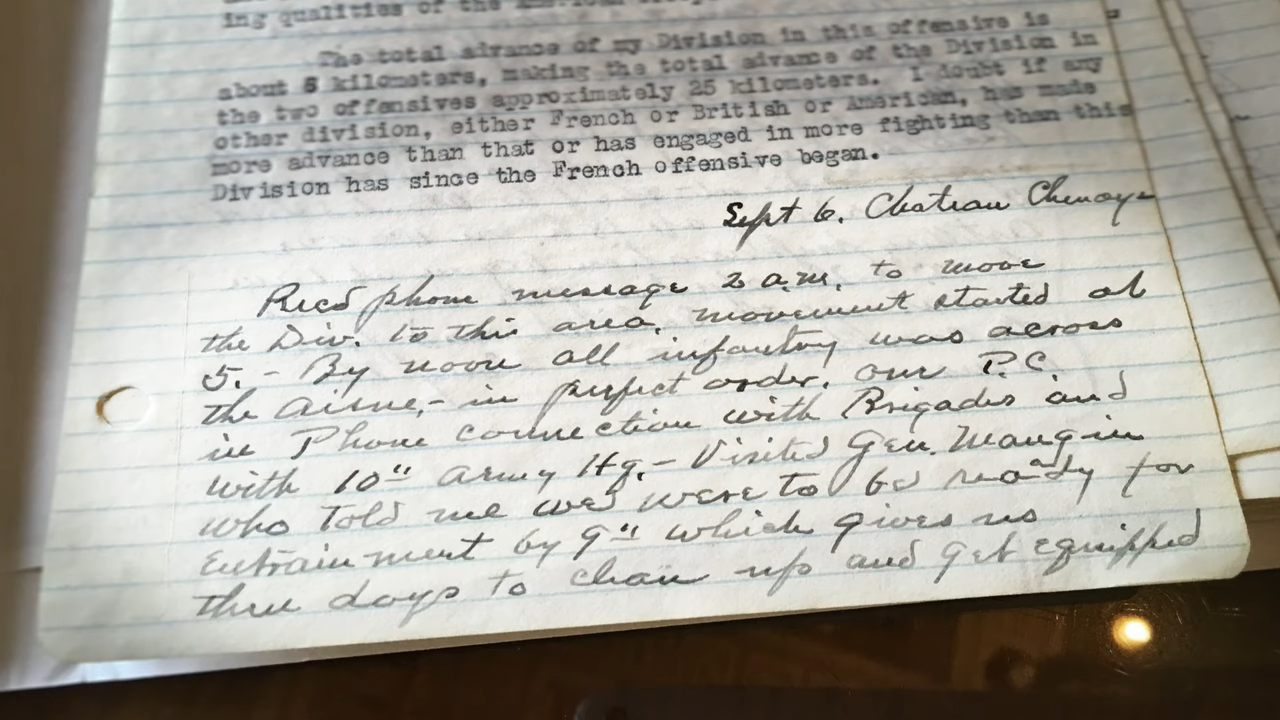 ing qualities of the American
The total advance of my Division in this offensive is
about 5 kilometers, making the total advance of the Division in
the two offensives approximately 25 kilometers. I doubt if any
other division, either French or British or American, has made
more advance than that or has engaged in more fighting than this
Division has since the French offensive began.
Sept 6. Chateau Chenoye
Recd phone message 2 a.m. to move
the Div. to this area, movement started at
5. - By noon all infantry was across
the Aisne, - in perfect order. our P.C.
in Phone connection with Brigades and
with 10" Army Hq. - Visited Gen. Mangin
who told me we were to be ready for
Entrainment by 9" which gives us
three days to clean up and get equipped